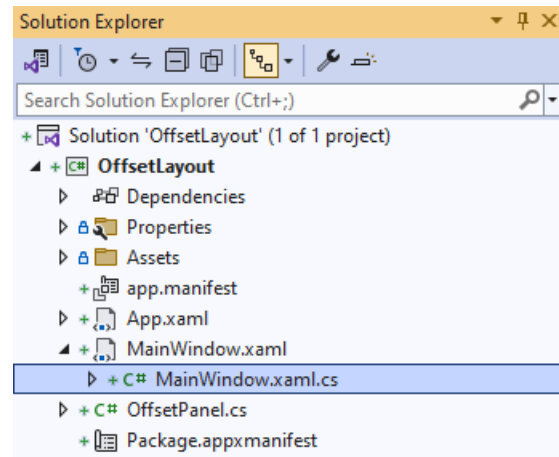 Solution Explorer
Search Solution Explorer (Ctrl+;)
Solution 'OffsetLayout' (1 of 1 project)
C# OffsetLayout
Dependencies
Properties
Assets
app.manifest
App.xaml
MainWindow.xaml
C# MainWindow.xaml.cs
C# OffsetPanel.cs
Package.appxmanifest